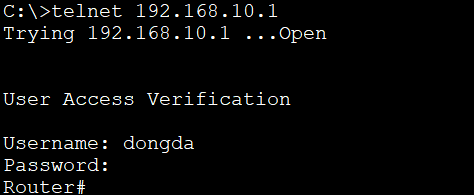 C:\>telnet 192.168.10.1
Trying 192.168.10.1 ...Open
User Access Verification
Username: dongda
Password:
Router#